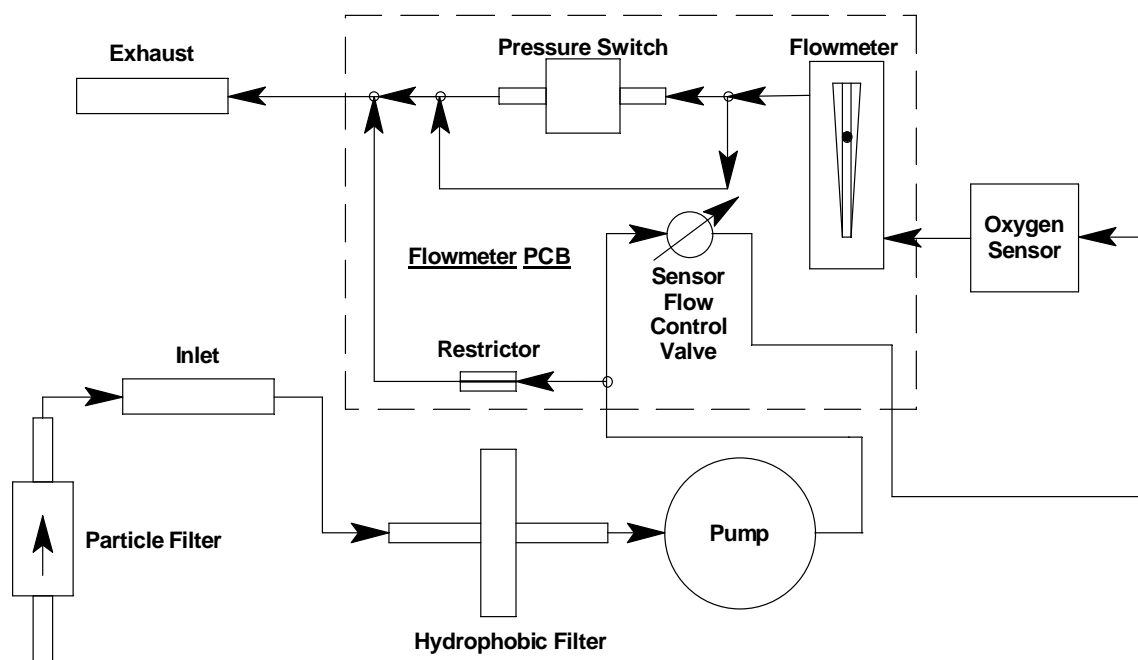 Exhaust
Pressure Switch
Flowmeter
Oxygen
Sensor
Flowmeter PCB
Sensor
Flow
Control
Valve
Restrictor
Inlet
Particle Filter
Pump
Hydrophobic Filter